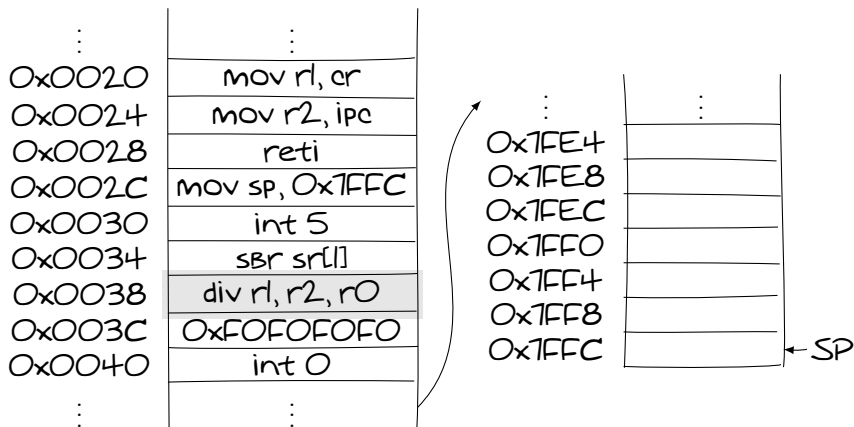 ⋮ ⋮
0x0020 mov r1, cr
0x0024 mov r2, ipc
0x0028 reti
0x002C mov sp, 0x7FFC
0x0030 int 5
0x0034 SBR sr[1]
0x0038 div r1, r2, r0
0x003C 0xF0F0F0F0
0x0040 int 0
⋮ ⋮
⋮ ⋮
0x7FE4
0x7FE8
0x7FEC
0x7FF0
0x7FF4
0x7FF8
0x7FFC SP